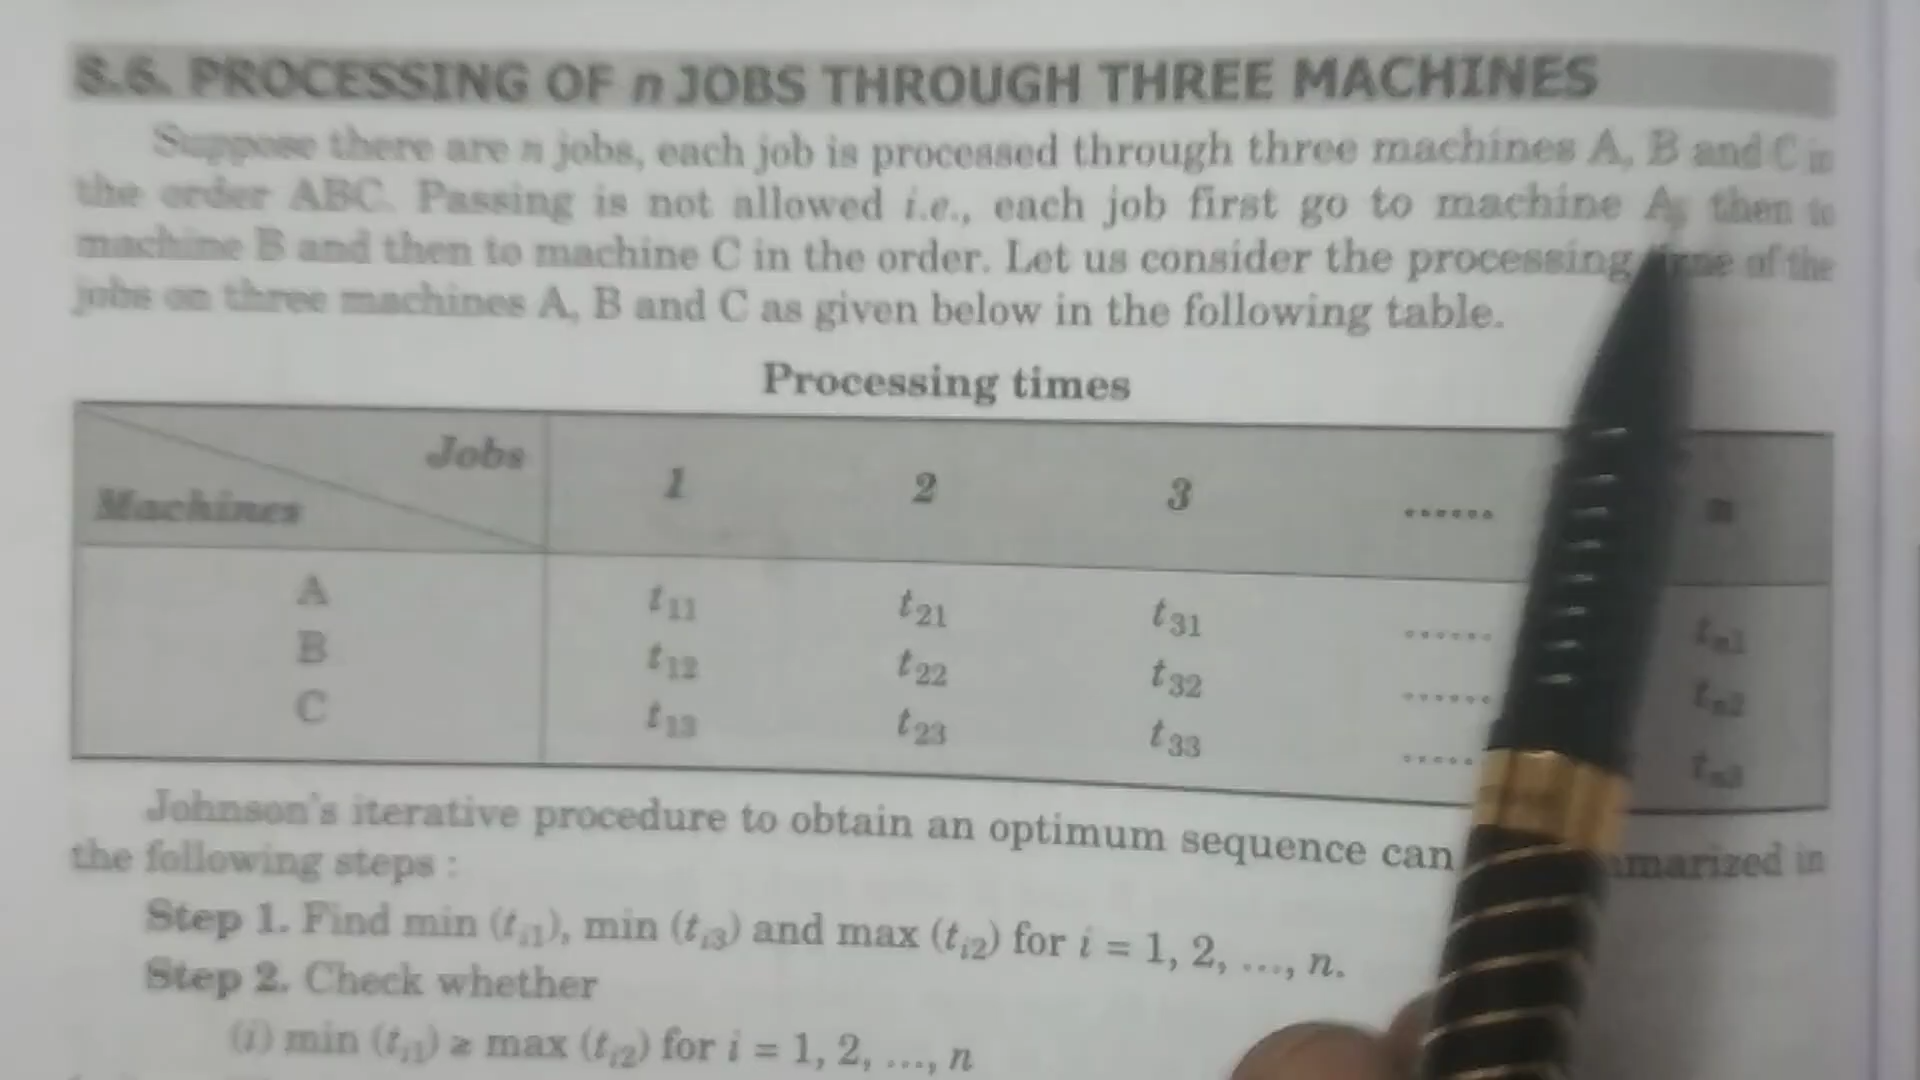 8.6. PROCESSING OF n JOBS THROUGH THREE MACHINES
Suppose there are n jobs, each job is processed through three machines A, B and C in
the order ABC. Passing is not allowed i.e., each job first go to machine A, then to
machine B and then to machine C in the order. Let us consider the processing time of the
jobs on three machines A, B and C as given below in the following table.
Processing times
Jobs
Machines 1 2 3 ...... n
A t11 t21 t31 ...... tn1
B t12 t22 t32 ...... tn2
C t13 t23 t33 ...... tn3
Johnson's iterative procedure to obtain an optimum sequence can marized in
the following steps :
Step 1. Find min (ti1), min (ti3) and max (ti2) for i = 1, 2, ..., n.
Step 2. Check whether
(i) min (ti1) ≥ max (ti2) for i = 1, 2, ..., n